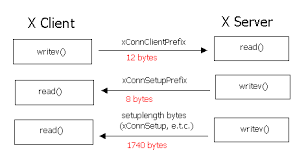 X Client
X Server
xConnClientPrefix
writev()
read()
12 bytes
xConnSetupPrefix
read()
writev()
8 bytes
setuplength bytes
(xConnSetup, e.t.c.)
read()
writev()
1740 bytes